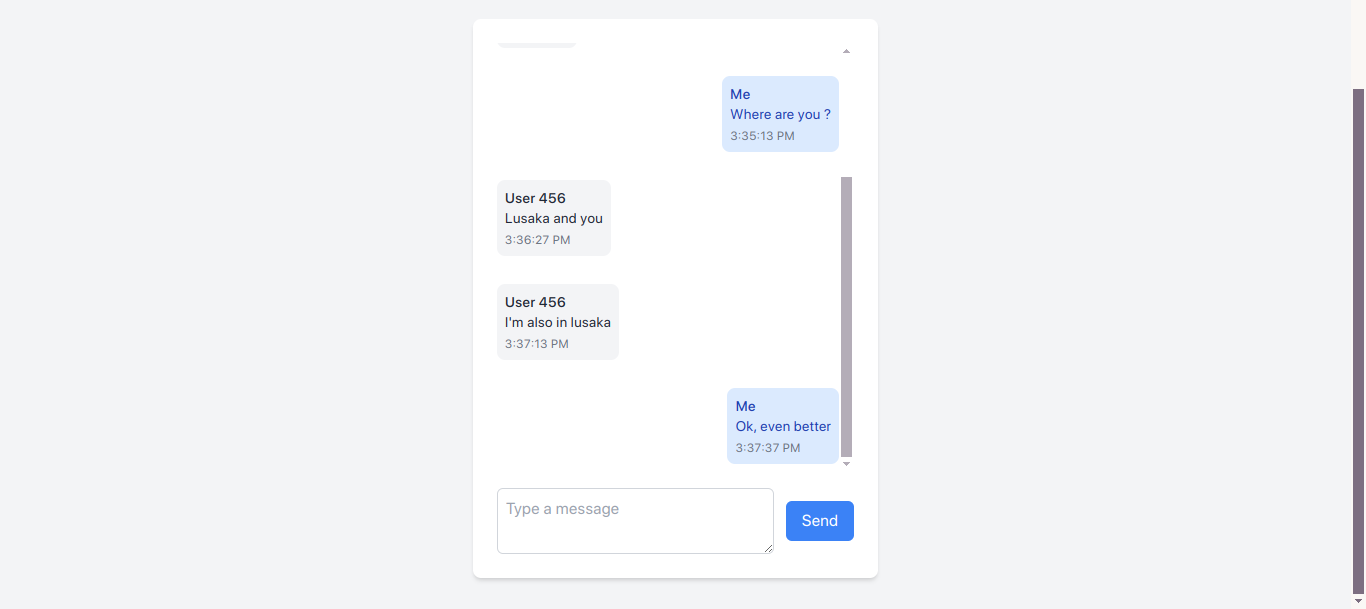 Me
Where are you ?
3:35:13 PM
User 456
Lusaka and you
3:36:27 PM
User 456
I'm also in lusaka
3:37:13 PM
Me
Ok, even better
3:37:37 PM
Type a message
Send